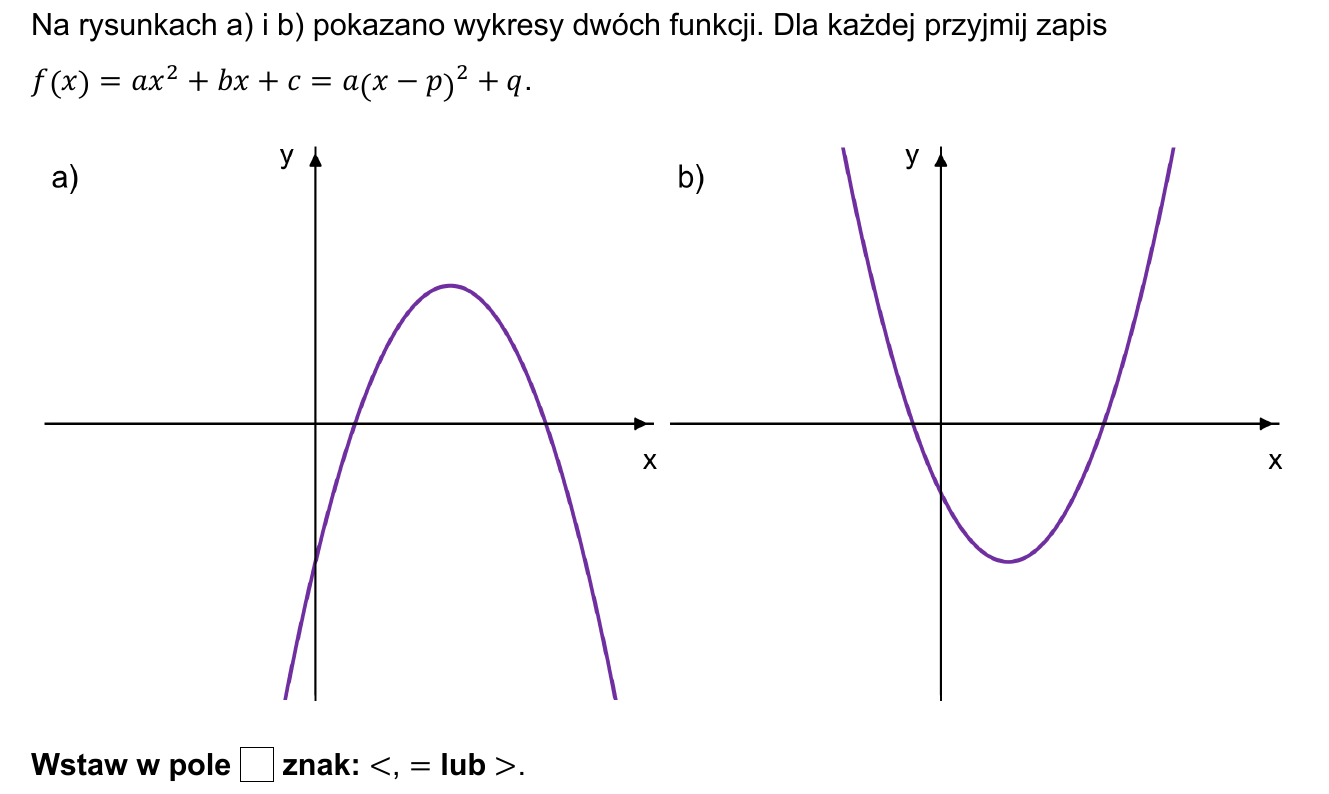 Na rysunkach a) i b) pokazano wykresy dwóch funkcji. Dla każdej przyjmij zapis
f(x) = ax² + bx + c = a(x − p)² + q.
a)
y
x
b)
y
x
Wstaw w pole □ znak: <, = lub >.